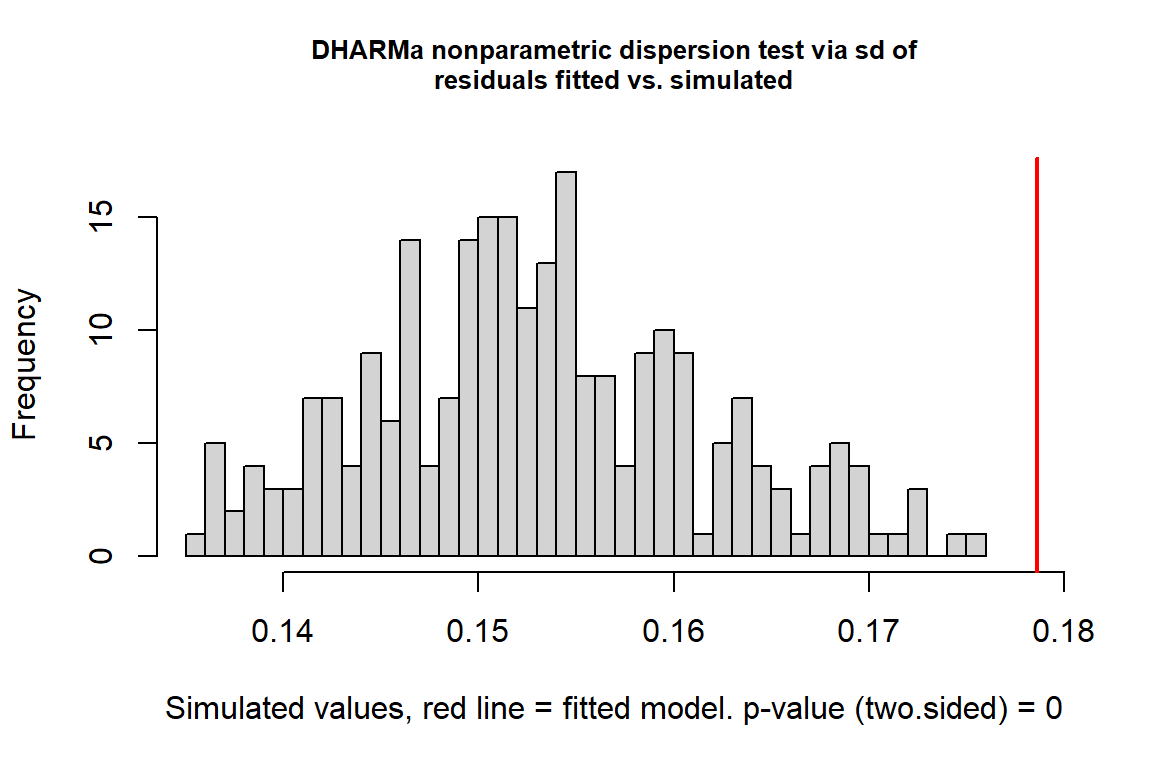 DHARMa nonparametric dispersion test via sd of
residuals fitted vs. simulated
Frequency
15
10
5
0
0.14 0.15 0.16 0.17 0.18
Simulated values, red line = fitted model. p-value (two.sided) = 0